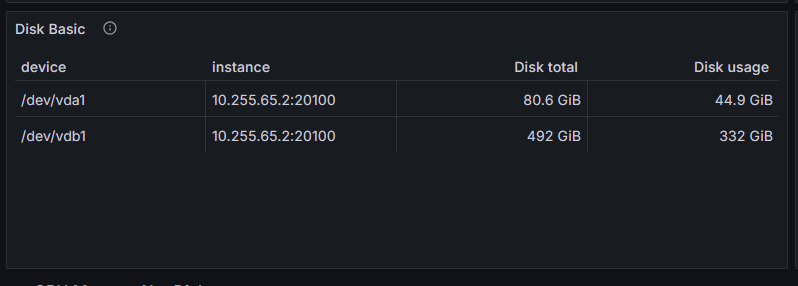 Disk Basic
device instance Disk total Disk usage
/dev/vda1 10.255.65.2:20100 80.6 GiB 44.9 GiB
/dev/vdb1 10.255.65.2:20100 492 GiB 332 GiB